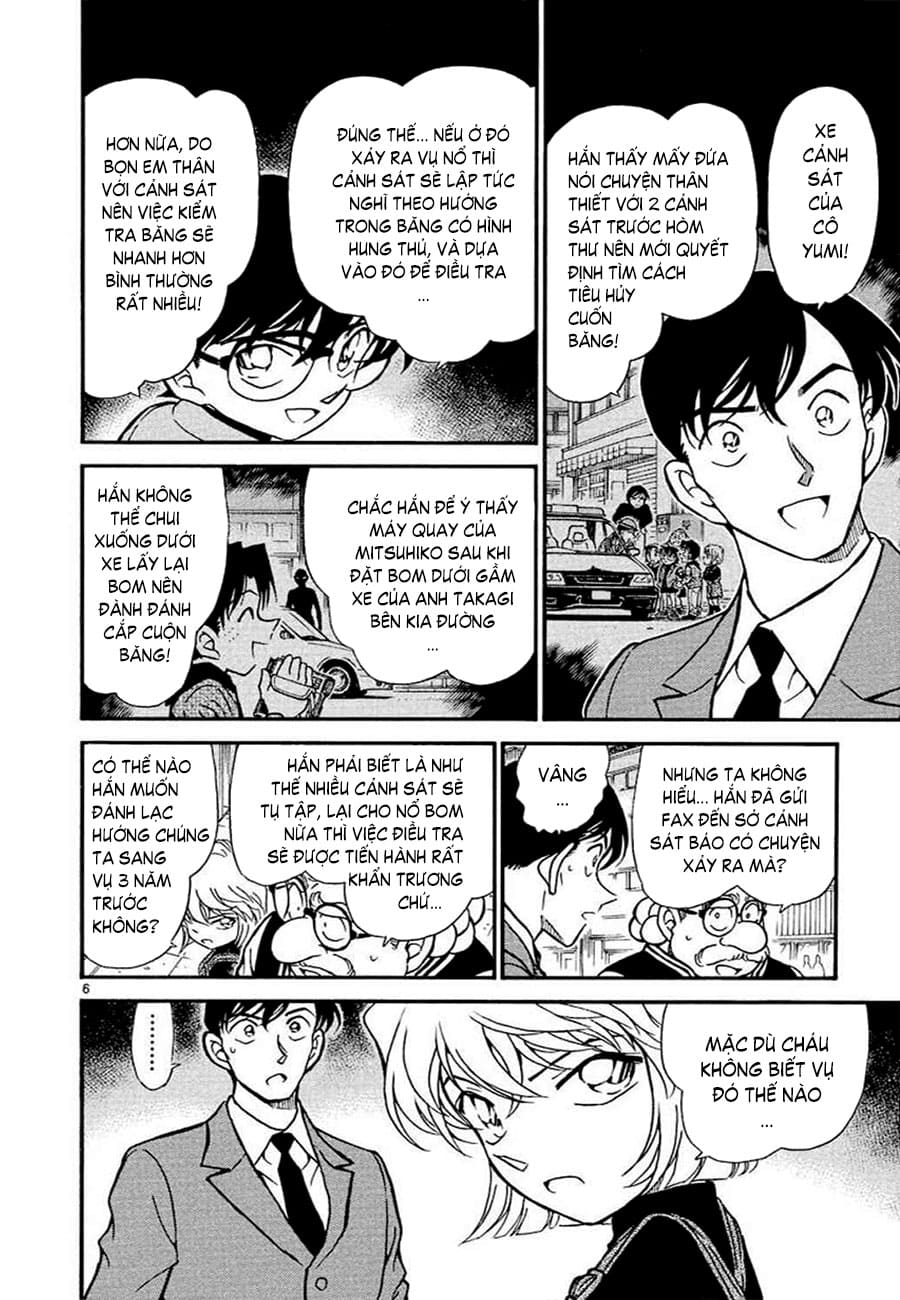 XE
CẢNH
SÁT
CỦA
CÔ
YUMI!
HẮN THẤY MẤY ĐỨA
NÓI CHUYỆN THÂN
THIẾT VỚI 2 CẢNH
SÁT TRƯỚC HÒM
THƯ NÊN MỚI QUYẾT
ĐỊNH TÌM CÁCH
TIÊU HỦY
CUỐN
BĂNG!
ĐÚNG THẾ... NẾU Ở ĐÓ
XẢY RA VỤ NỔ THÌ
CẢNH SÁT SẼ LẬP TỨC
NGHĨ THEO HƯỚNG
TRONG BĂNG CÓ HÌNH
HUNG THỦ, VÀ DỰA
VÀO ĐÓ ĐỂ ĐIỀU TRA
...
HƠN NỮA, DO
BỌN EM THÂN
VỚI CẢNH SÁT
NÊN VIỆC KIỂM
TRA BĂNG SẼ
NHANH HƠN
BÌNH THƯỜNG
RẤT NHIỀU!
CHẮC HẮN ĐỂ Ý THẤY
MÁY QUAY CỦA
MITSUHIKO SAU KHI
ĐẶT BOM DƯỚI GẦM
XE CỦA ANH TAKAGI
BÊN KIA ĐƯỜNG
...
HẮN KHÔNG
THỂ CHUI
XUỐNG DƯỚI
XE LẤY LẠI
BOM NÊN
ĐÀNH ĐÁNH
CẮP CUỘN
BĂNG!
NHƯNG TA KHÔNG
HIỂU... HẮN ĐÃ GỬI
FAX ĐẾN SỞ CẢNH
SÁT BÁO CÓ CHUYỆN
XẢY RA MÀ?
VÂNG
...
HẮN PHẢI BIẾT LÀ NHƯ
THẾ NHIỀU CẢNH SÁT SẼ
TỤ TẬP, LẠI CHO NỔ BOM
NỮA THÌ VIỆC ĐIỀU TRA
SẼ ĐƯỢC TIẾN HÀNH RẤT
KHẨN TRƯƠNG
CHỨ...
CÓ THỂ NÀO
HẮN MUỐN
ĐÁNH LẠC
HƯỚNG CHÚNG
TA SANG
VỤ 3 NĂM
TRƯỚC
KHÔNG?
6
MẶC DÙ CHÁU
KHÔNG BIẾT VỤ
ĐÓ THẾ NÀO
...
........